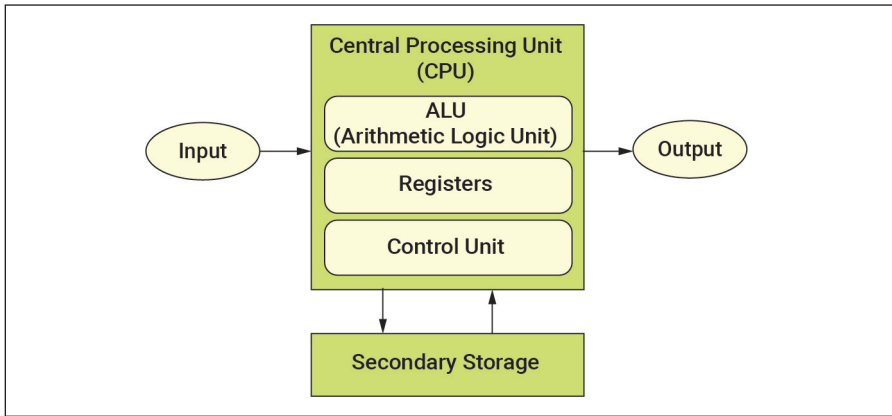 Central Processing Unit
(CPU)
ALU
(Arithmetic Logic Unit)
Input
Output
Registers
Control Unit
Secondary Storage